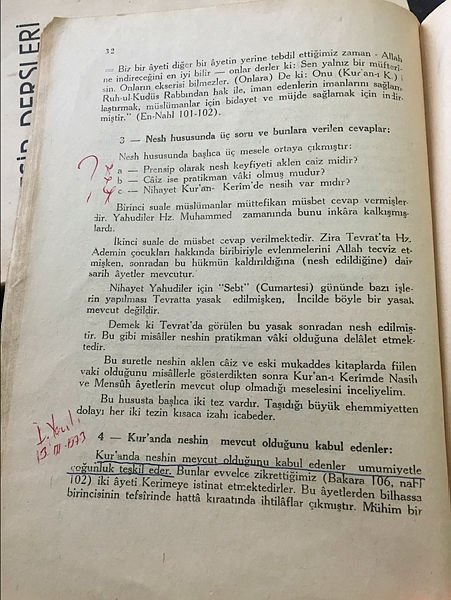 SİR DERSLERİ
32
= Biz bir âyeti diğer bir âyetin yerine tebdil ettiğimiz zaman - Allah
ne indireceğini en iyi bilir — onlar derler ki: Sen yalnız bir müfteri-
sin. Onların ekserisi bilmezler. (Onlara) De ki: Onu (Kur'an-ı K.)
Ruh-ul-Kudüs Rabbından hak ile, iman edenlerin imanlarını sağlam
laştırmak, müslümanlar için bidayet ve müjde sağlamak için indir
miştir." (En-Nahl 101-102).
3 — Nesh hususunda üç soru ve bunlara verilen cevaplar:
Nesh hususunda başlıca üç mesele ortaya çıkmıştır:
a — Prensip olarak nesh keyfiyeti aklen caiz midir?
b — Câiz ise pratikman vâki olmuş mudur?
c — Nihayet Kur'an- Kerim'de nesih var mıdır?
Birinci suale müslümanlar müttefikan müsbet cevap vermişler-
dir. Yahudiler Hz. Muhammed zamanında bunu inkâra kalkışmış-
lardı.
İkinci suale de müsbet cevap verilmektedir. Zira Tevrat'ta Hz.
Ademin çocukları hakkında biribiriyle evlenmelerini Allah tecviz et-
mişken, sonradan bu hükmün kaldırıldığına (nesh edildiğine) dair
sarih âyetler mevcutur.
Nihayet Yahudiler için "Sebt" (Cumartesi) gününde bazı işle-
rin yapılması Tevratta yasak edilmişken, İncilde böyle bir yasak
mevcut değildir.
Demek ki Tevrat'da görülen bu yasak sonradan nesh edilmiş-
tir. Bu gibi misâller neshin pratikman vâki olduğuna delâlet etmek-
tedir.
Bu suretle neshin aklen câiz ve eski mukaddes kitaplarda fiilen
vaki olduğunu misâllerle gösterdikten sonra Kur'an-ı Kerimde Nasih
ve Mensûh âyetlerin mevcut olup olmadığı meselesini inceliyelim.
Bu hususta başlıca iki tez vardır. Taşıdığı büyük ehemmiyetten
dolayı her iki tezin kısaca izahı icabeder.
13.III.973
4 — Kur'anda neshin mevcut olduğunu kabul edenler:
Kur'anda neshin mevcut olduğunu kabul edenler umumiyetle
çoğunluk teşkil eder. Bunlar evvelce zikrettiğimiz (Bakara 106, nahl
102) iki âyeti Kerimeye istinat etmektedirler. Bu âyetlerden bilhassa
birincisinin tefsirinde hattâ kıraatında ihtilâflar çıkmıştır. Mühim bir